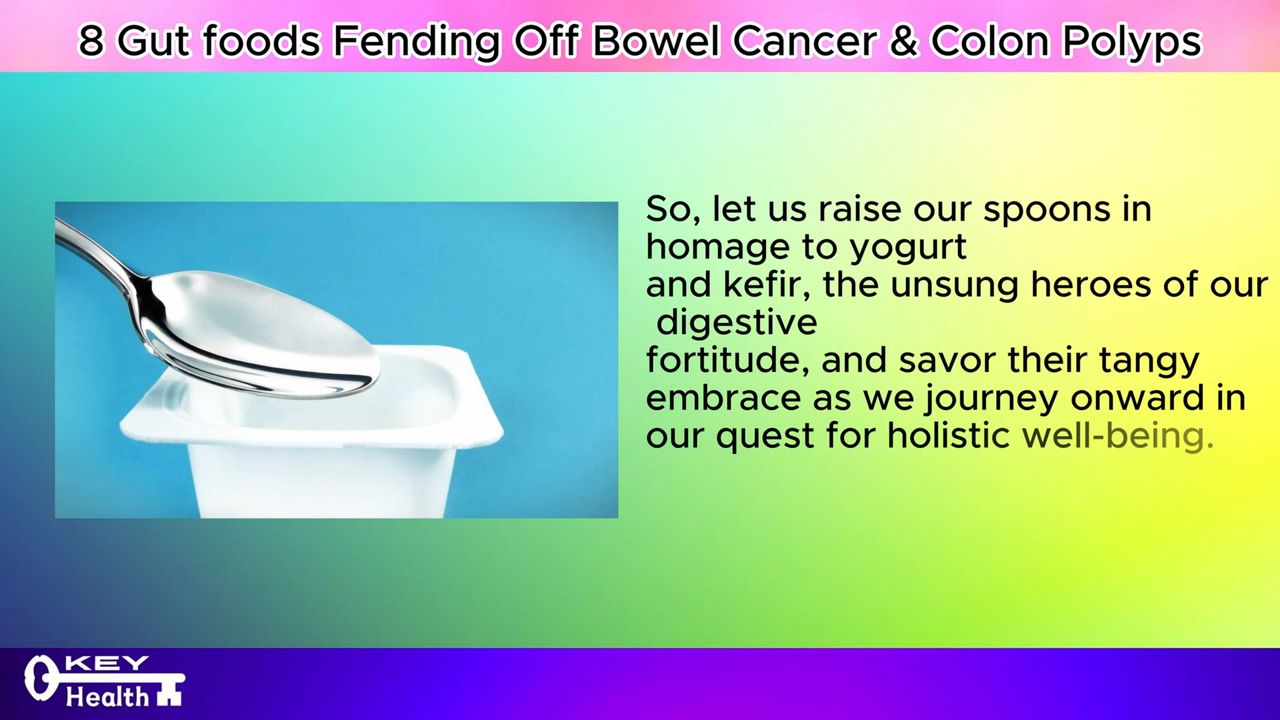 8 Gut foods Fending Off Bowel Cancer & Colon Polyps
So, let us raise our spoons in
homage to yogurt
and kefir, the unsung heroes of our
digestive
fortitude, and savor their tangy
embrace as we journey onward in
our quest for holistic well-being.
KEY
Health